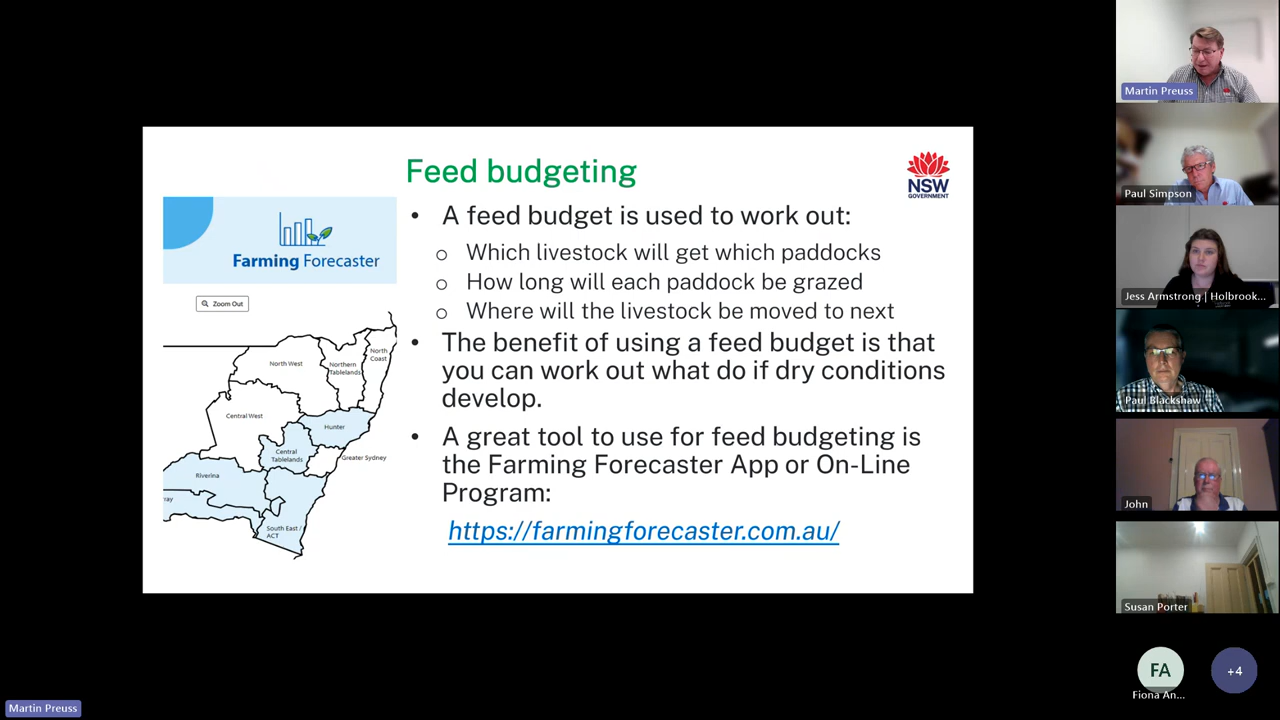 Feed budgeting
NSW
GOVERNMENT
Farming Forecaster
Zoom Out
North West
Northern
Tablelands
North
Coast
Central West
Hunter
Central
Tablelands
Greater Sydney
Riverina
ray
South East /
ACT
• A feed budget is used to work out:
o Which livestock will get which paddocks
o How long will each paddock be grazed
o Where will the livestock be moved to next
• The benefit of using a feed budget is that
you can work out what do if dry conditions
develop.
• A great tool to use for feed budgeting is
the Farming Forecaster App or On-Line
Program:
https://farmingforecaster.com.au/
Martin Preuss
Paul Simpson
Jess Armstrong | Holbrook...
Paul Blackshaw
John
Susan Porter
FA
Fiona An...
+4
Martin Preuss